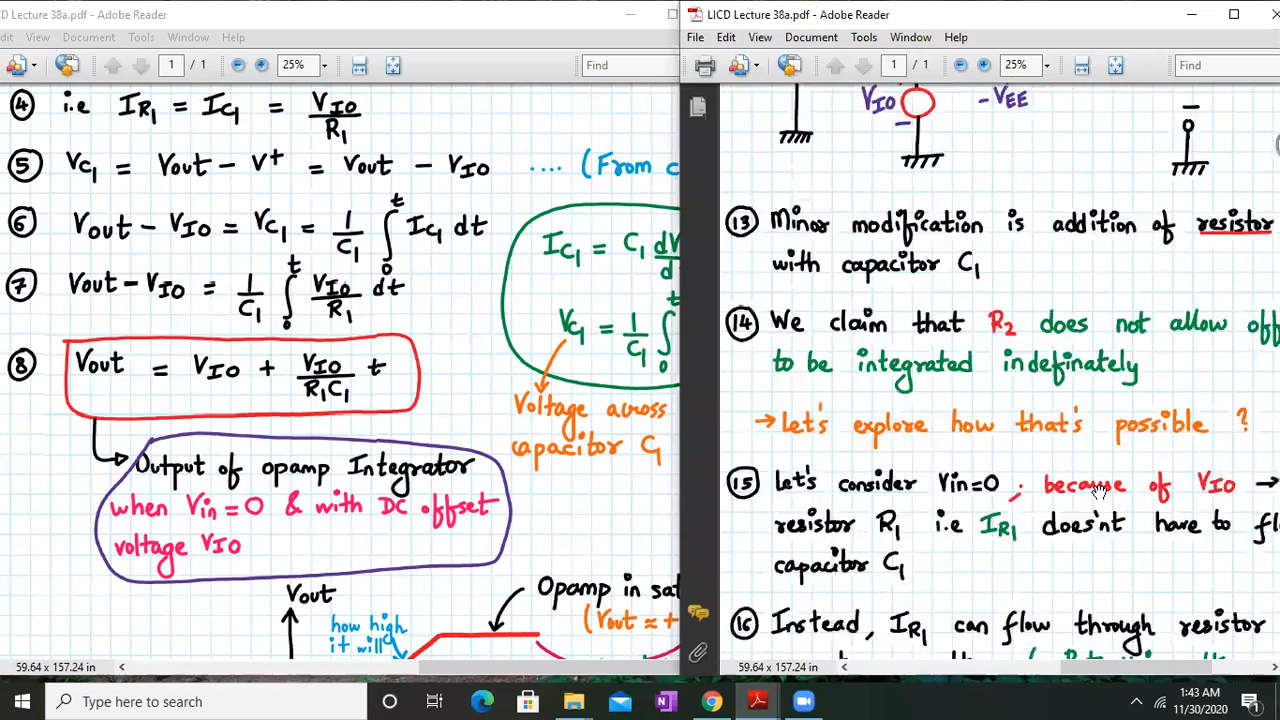 CD Lecture 38a.pdf - Adobe Reader
dit View Document Tools Window Help
1 / 1 25% Find
④ i.e IR1 = IC1 = VIO/R1
⑤ VC1 = Vout - V+ = Vout - VIO .... (From c
⑥ Vout - VIO = VC1 = 1/C1 ∫0t IC1 dt
⑦ Vout - VIO = 1/C1 ∫0t VIO/R1 dt
⑧ Vout = VIO + VIO/R1C1 t
Output of opamp Integrator
when Vin = 0 & with DC offset
voltage VIO
IC1 = C1 dV/d
VC1 = 1/C1 ∫0t
Voltage across
capacitor C1
Vout
how high
it will
Opamp in sat
(Vout ≈ +
59.64 x 157.24 in
LICD Lecture 38a.pdf - Adobe Reader
File Edit View Document Tools Window Help
1 / 1 25% Find
VIO - VEE
-
-
⑬ Minor modification is addition of resistor
with capacitor C1
⑭ We claim that R2 does not allow off
to be integrated indefinately
→ Let's explore how that's possible ?
⑮ Let's consider Vin=0 ; because of VIO →
resistor R1 i.e IR1 does'nt have to fl
capacitor C1
⑯ Instead, IR1 can flow through resistor
59.64 x 157.24 in
Type here to search
1:43 AM
11/30/2020
1